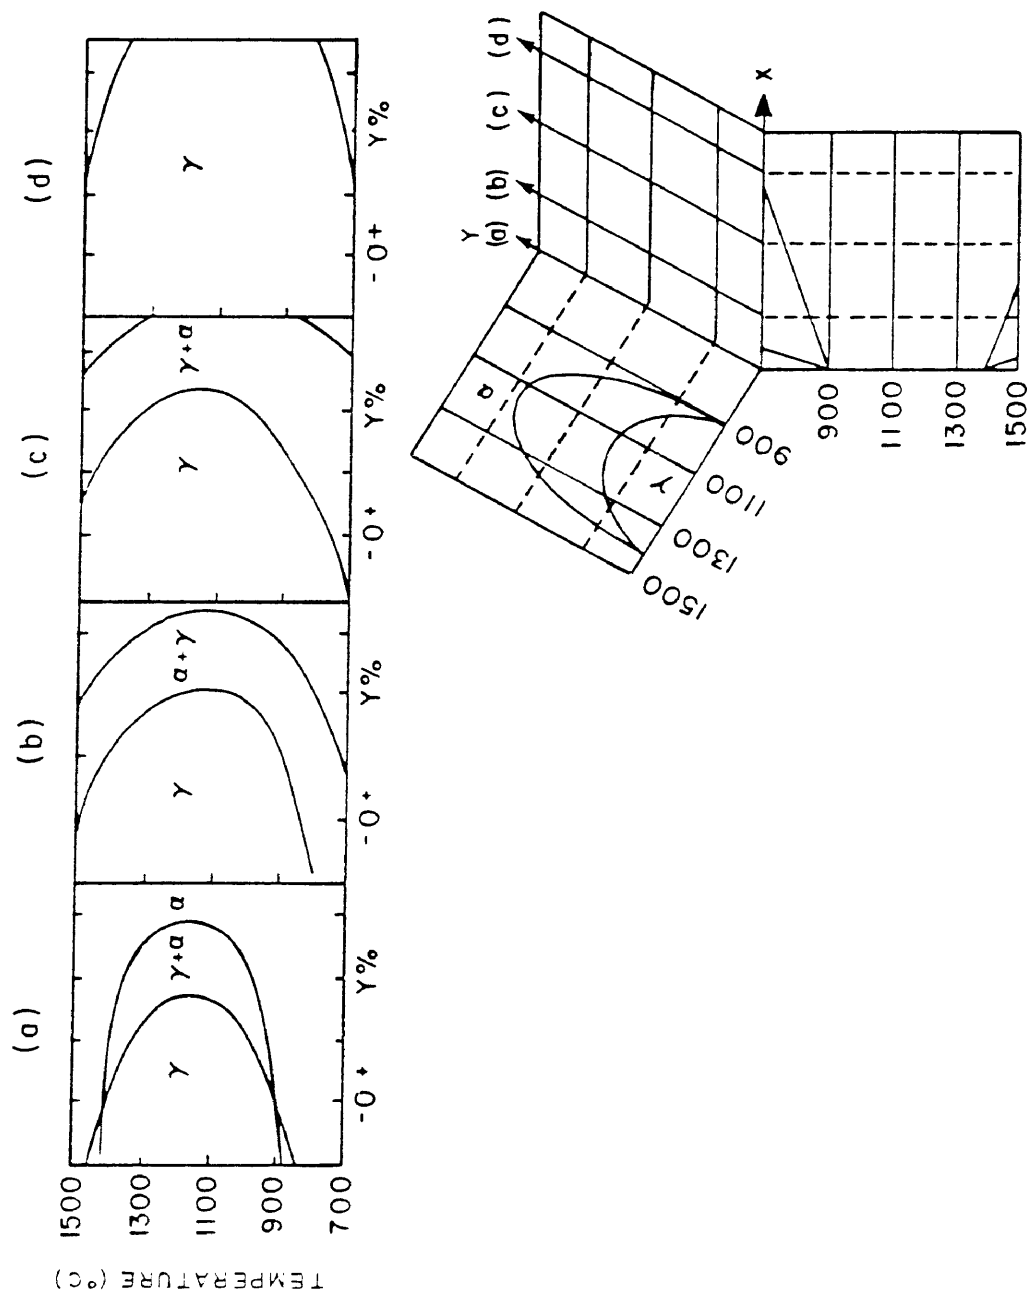 (a) (b) (c) (d)
TEMPERATURE (°C)
1500
1300
1100
900
700
γ γ+α α
γ α+γ
γ γ+α
γ
-0+ Y%
-0+ Y%
-0+ Y%
-0+ Y%
Y
(a) (b) (c) (d)
α
γ
1500
1300
1100
900
X
900
1100
1300
1500